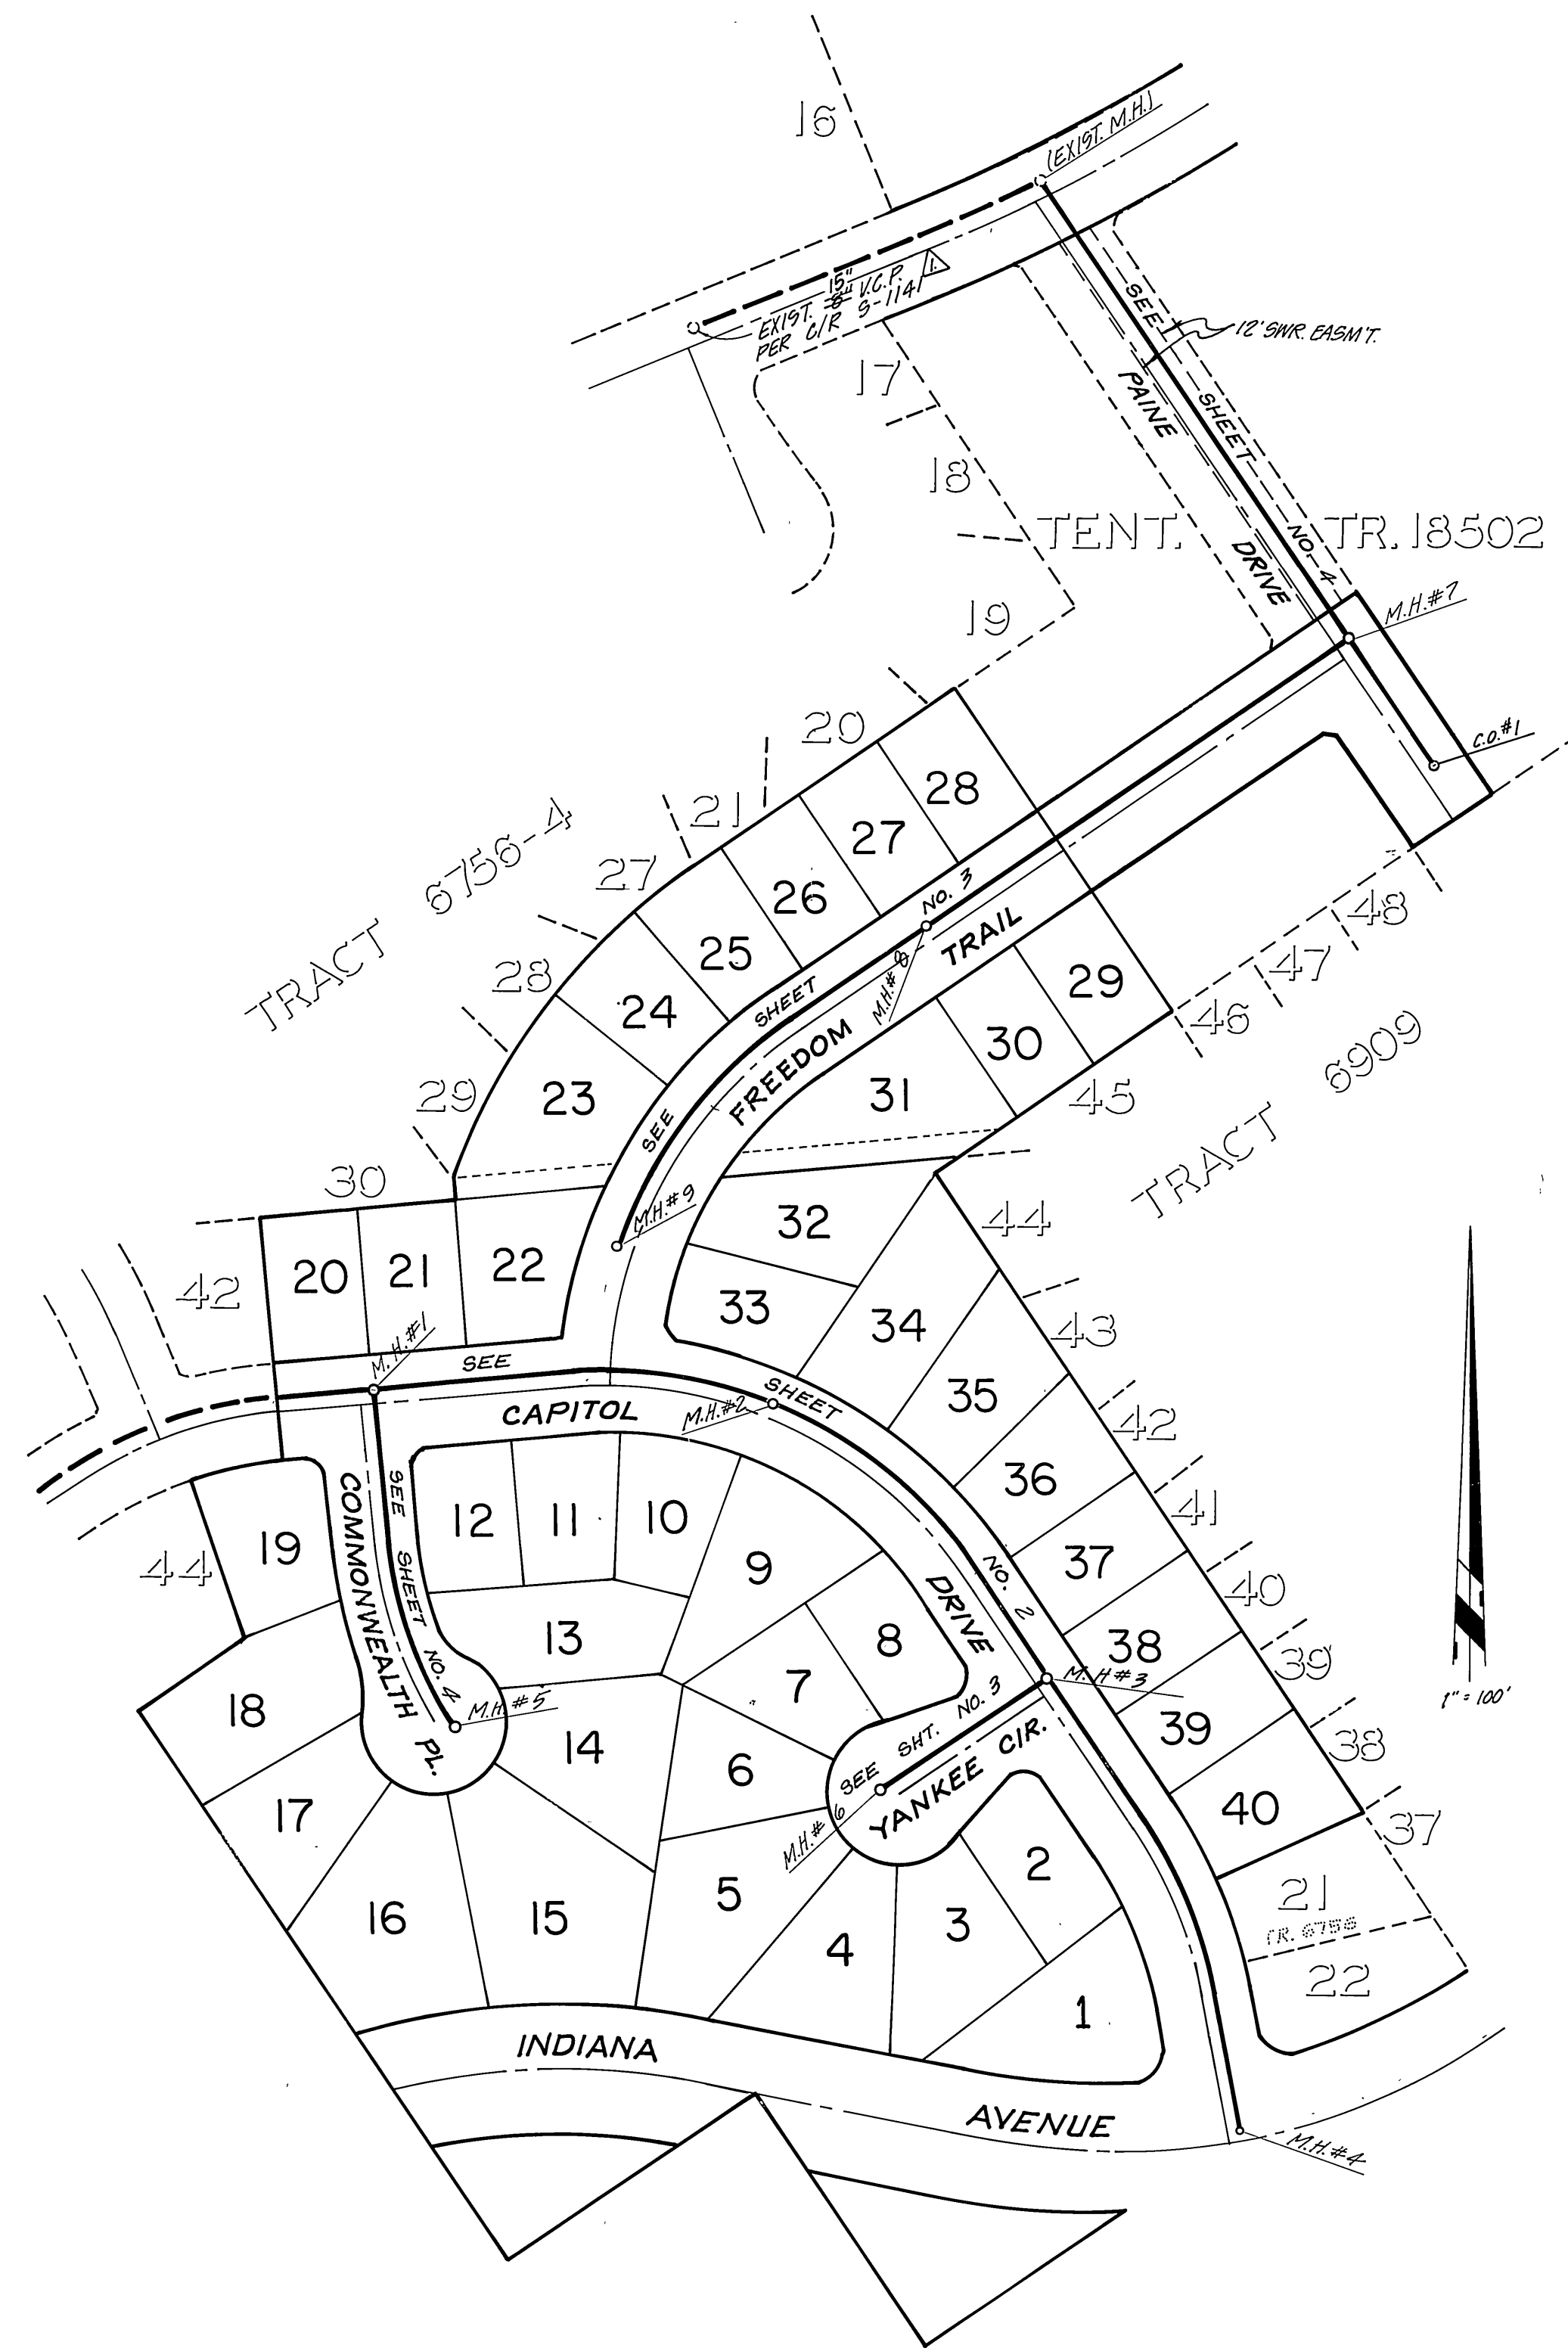 16
(EXIST. M.H.)
15"
EXIST. 8" V.C.P. 1.
PER C/R S-1141
SEE SHEET NO. 4
12' SWR. EASM'T.
PAINE DRIVE
17
18
19
TENT. TR. 18502
M.H.#7
C.O.#1
20
21
27
28
29
30
TRACT 6756-4
28
27
26
25
24
23
SEE SHEET NO. 3
FREEDOM TRAIL
M.H.#8
29
30
31
48
47
46
45
TRACT 6909
M.H.#9
42
20
21
22
32
33
34
44
43
M.H.#1
SEE SHEET NO. 2
CAPITOL DRIVE
M.H.#2
35
36
37
38
39
40
42
41
40
39
38
37
1" = 100'
44
19
COMMONWEALTH PL.
SEE SHEET NO. 4
M.H.#5
12
11
10
9
13
8
7
M.H#3
SEE SHT. NO. 3
YANKEE CIR.
M.H.#6
18
17
14
6
16
15
5
4
3
2
1
21
TR. 6756
22
INDIANA AVENUE
M.H.#4